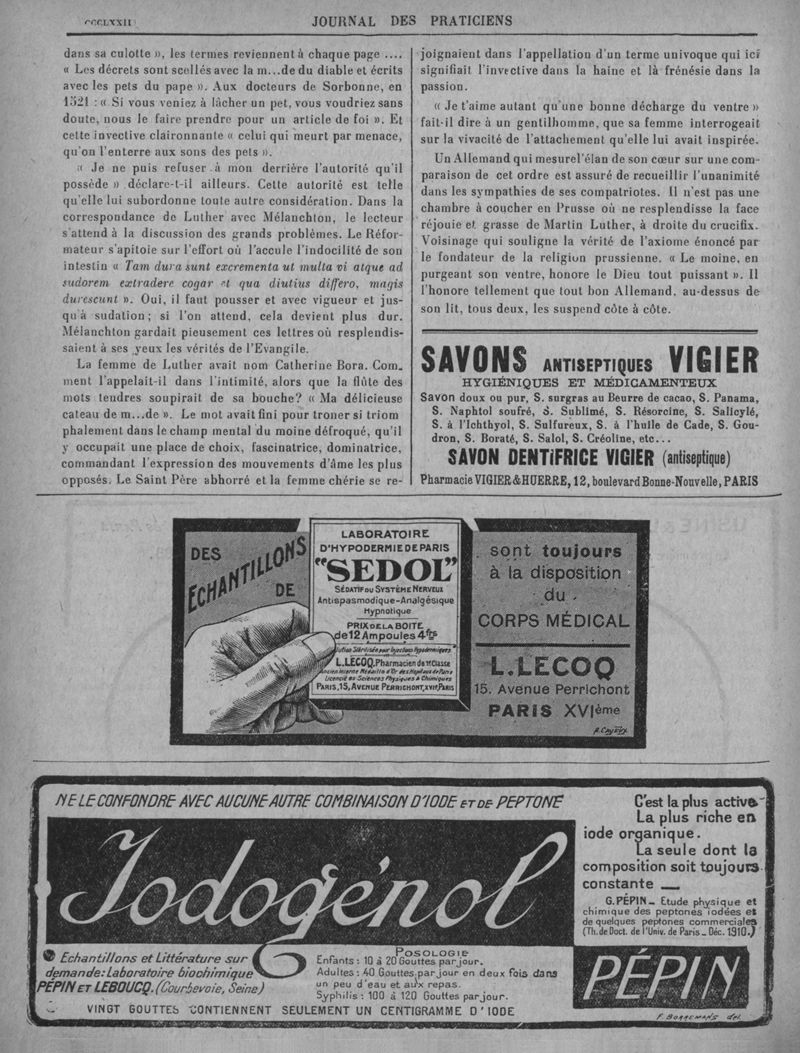 CCCLXXII
JOURNAL DES PRATICIENS
dans sa culotte », les termes reviennent à chaque page ....
« Les décrets sont scellés avec la m...de du diable et écrits
avec les pets du pape ». Aux docteurs de Sorbonne, en
1521 : « Si vous veniez à lâcher un pet, vous voudriez sans
doute, nous le faire prendre pour un article de foi ». Et
cette invective claironnante « celui qui meurt par menace,
qu'on l'enterre aux sons des pets ».
« Je ne puis refuser à mon derrière l'autorité qu'il
possède » déclare-t-il ailleurs. Cette autorité est telle
qu'elle lui subordonne toute autre considération. Dans la
correspondance de Luther avec Mélanchton, le lecteur
s'attend à la discussion des grands problèmes. Le Réfor-
mateur s'apitoie sur l'effort où l'accule l'indocilité de son
intestin « Tam dura sunt excrementa ut multa vi atque ad
sudorem extradere cogar et qua diutius differo, magis
durescunt ». Oui, il faut pousser et avec vigueur et jus-
qu'à sudation ; si l'on attend, cela devient plus dur.
Mélanchton gardait pieusement ces lettres où resplendis-
saient à ses yeux les vérités de l'Evangile.
La femme de Luther avait nom Catherine Bora. Com_
ment l'appelait-il dans l'intimité, alors que la flûte des
mots tendres soupirait de sa bouche? « Ma délicieuse
cateau de m...de ». Le mot avait fini pour troner si triom
phalement dans le champ mental du moine défroqué, qu'il
y occupait une place de choix, fascinatrice, dominatrice,
commandant l'expression des mouvements d'âme les plus
opposés. Le Saint Père abhorré et la femme chérie se re-
joignaient dans l'appellation d'un terme univoque qui ici
signifiait l'invective dans la haine et là frénésie dans la
passion.
« Je t'aime autant qu'une bonne décharge du ventre »
fait-il dire à un gentilhomme, que sa femme interrogeait
sur la vivacité de l'attachement qu'elle lui avait inspirée.
Un Allemand qui mesure l'élan de son cœur sur une com-
paraison de cet ordre est assuré de recueillir l'unanimité
dans les sympathies de ses compatriotes. Il n'est pas une
chambre à coucher en Prusse où ne resplendisse la face
réjouie et grasse de Martin Luther, à droite du crucifix.
Voisinage qui souligne la vérité de l'axiome énoncé par
le fondateur de la religion prussienne. « Le moine, en
purgeant son ventre, honore le Dieu tout puissant ». Il
l'honore tellement que tout bon Allemand, au-dessus de
son lit, tous deux, les suspend côte à côte.
SAVONS ANTISEPTIQUES VIGIER
HYGIÉNIQUES ET MÉDICAMENTEUX
Savon doux ou pur, S. surgras au Beurre de cacao, S. Panama,
S. Naphtol soufré, S. Sublimé, S. Résorcine, S. Salicylé,
S. à l'Ichthyol, S. Sulfureux, S. à l'huile de Cade, S. Gou-
dron, S. Boraté, S. Salol, S. Créoline, etc...
SAVON DENTIFRICE VIGIER (antiseptique)
Pharmacie VIGIER & HUERRE, 12, boulevard Bonne-Nouvelle, PARIS
DES
ÉCHANTILLONS
DE
LABORATOIRE
D'HYPODERMIE DE PARIS
"SEDOL"
SÉDATIF DU SYSTÈME NERVEUX
Antispasmodique-Analgésique
Hypnotique
PRIX DE LA BOITE
de 12 Ampoules 4frs
Solution Stérilisée pour Injections Hypodermiques
L. LECOQ. Pharmacien de 1re Classe
Ancien Interne Médaille d'Or des Hôpitaux de Paris
Licencié ès Sciences Physiques & Chimiques
PARIS, 15, AVENUE PERRICHONT, XVIe, PARIS
sont toujours
à la disposition
du
CORPS MÉDICAL
L. LECOQ
15. Avenue Perrichont
PARIS XVIème
NE LE CONFONDRE AVEC AUCUNE AUTRE COMBINAISON D'IODE ET DE PEPTONE
Iodogénol
C'est la plus active
La plus riche en
iode organique.
La seule dont la
composition soit toujours
constante —
G. PÉPIN _ Etude physique et
chimique des peptones iodées et
de quelques peptones commerciales
(Th. de Doct. de l'Univ. de Paris _ Déc. 1910.)
PÉPIN
Echantillons et Littérature sur
demande: Laboratoire biochimique
PÉPIN ET LEBOUCQ. (Courbevoie, Seine)
POSOLOGIE
Enfants : 10 à 20 Gouttes par jour.
Adultes : 40 Gouttes par jour en deux fois dans
un peu d'eau et aux repas.
Syphilis : 100 à 120 Gouttes par jour.
VINGT GOUTTES CONTIENNENT SEULEMENT UN CENTIGRAMME D'IODE